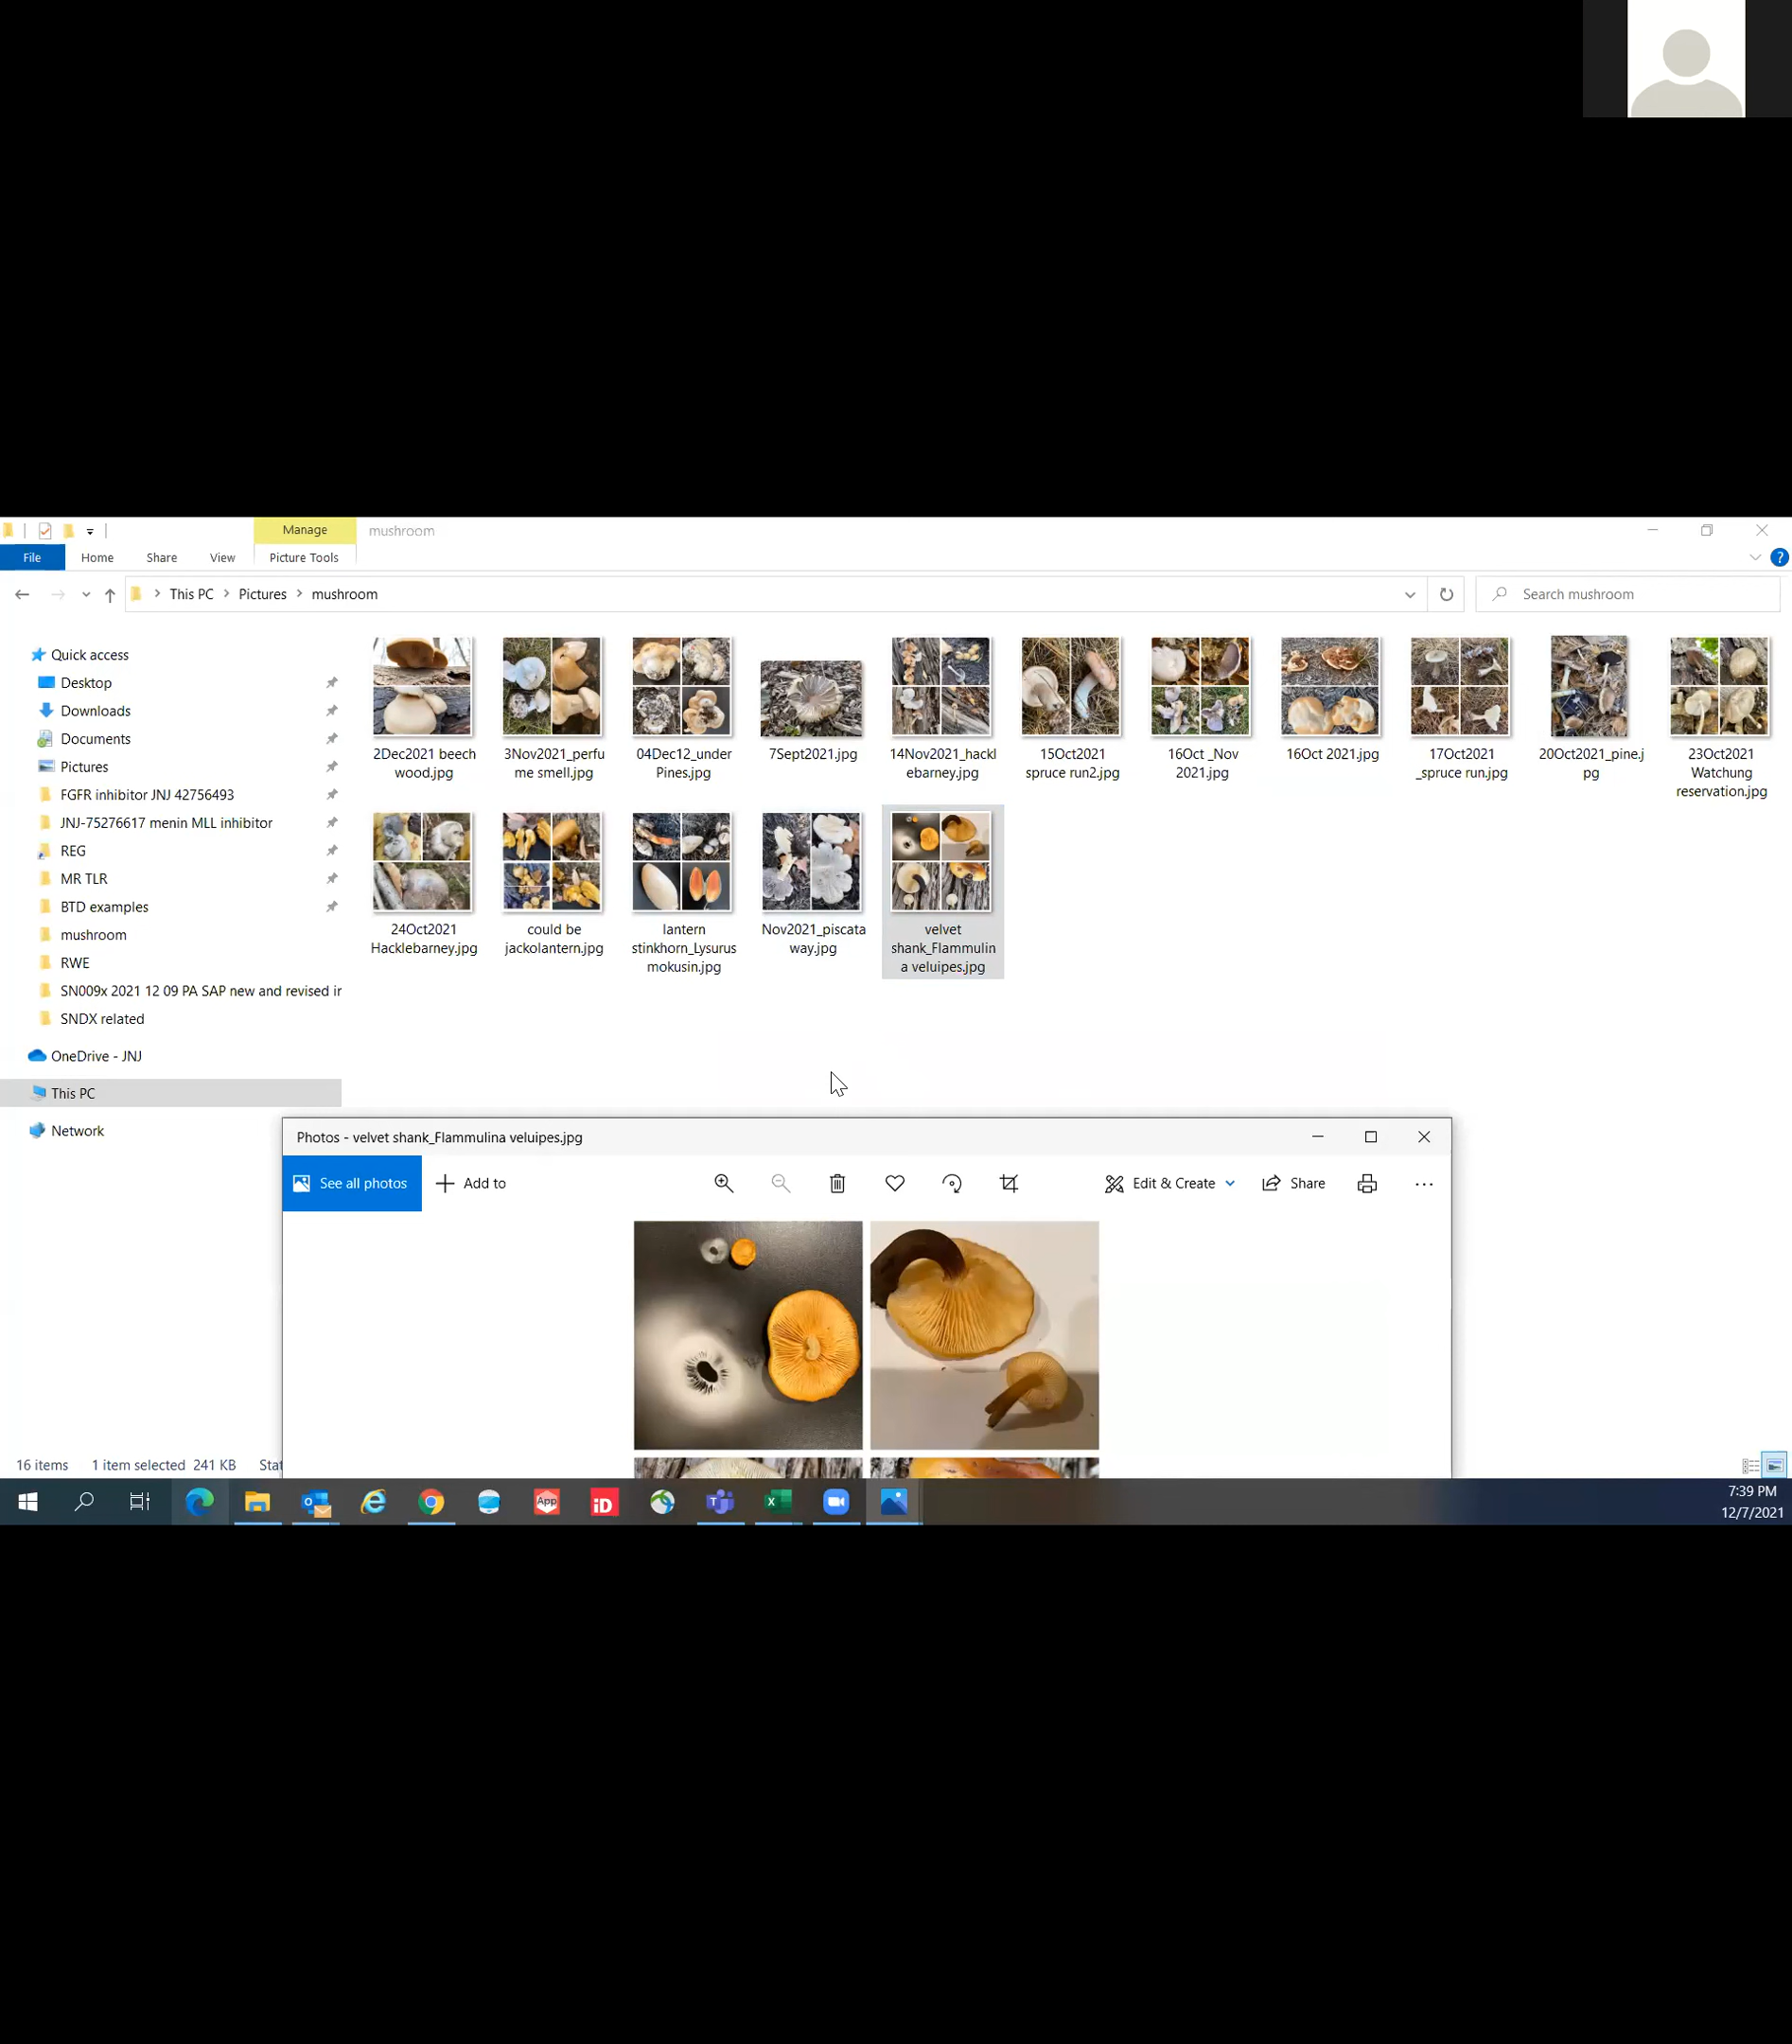 Manage
mushroom
File
Home
Share
View
Picture Tools
?
This PC
Pictures
mushroom
Search mushroom
Quick access
Desktop
Downloads
Documents
Pictures
FGFR inhibitor JNJ 42756493
JNJ-75276617 menin MLL inhibitor
REG
MR TLR
BTD examples
mushroom
RWE
SN009x 2021 12 09 PA SAP new and revised ir
SNDX related
OneDrive - JNJ
This PC
Network
2Dec2021 beech
wood.jpg
3Nov2021_perfu
me smell.jpg
04Dec12_under
Pines.jpg
7Sept2021.jpg
14Nov2021_hackl
ebarney.jpg
15Oct2021
spruce run2.jpg
16Oct _Nov
2021.jpg
16Oct 2021.jpg
17Oct2021
_spruce run.jpg
20Oct2021_pine.j
pg
23Oct2021
Watchung
reservation.jpg
24Oct2021
Hacklebarney.jpg
could be
jackolantern.jpg
lantern
stinkhorn_Lysurus
mokusin.jpg
Nov2021_piscata
way.jpg
velvet
shank_Flammulin
a veluipes.jpg
Photos - velvet shank_Flammulina veluipes.jpg
See all photos
Add to
Edit & Create
Share
16 items
1 item selected 241 KB
Stat
App
iD
7:39 PM
12/7/2021